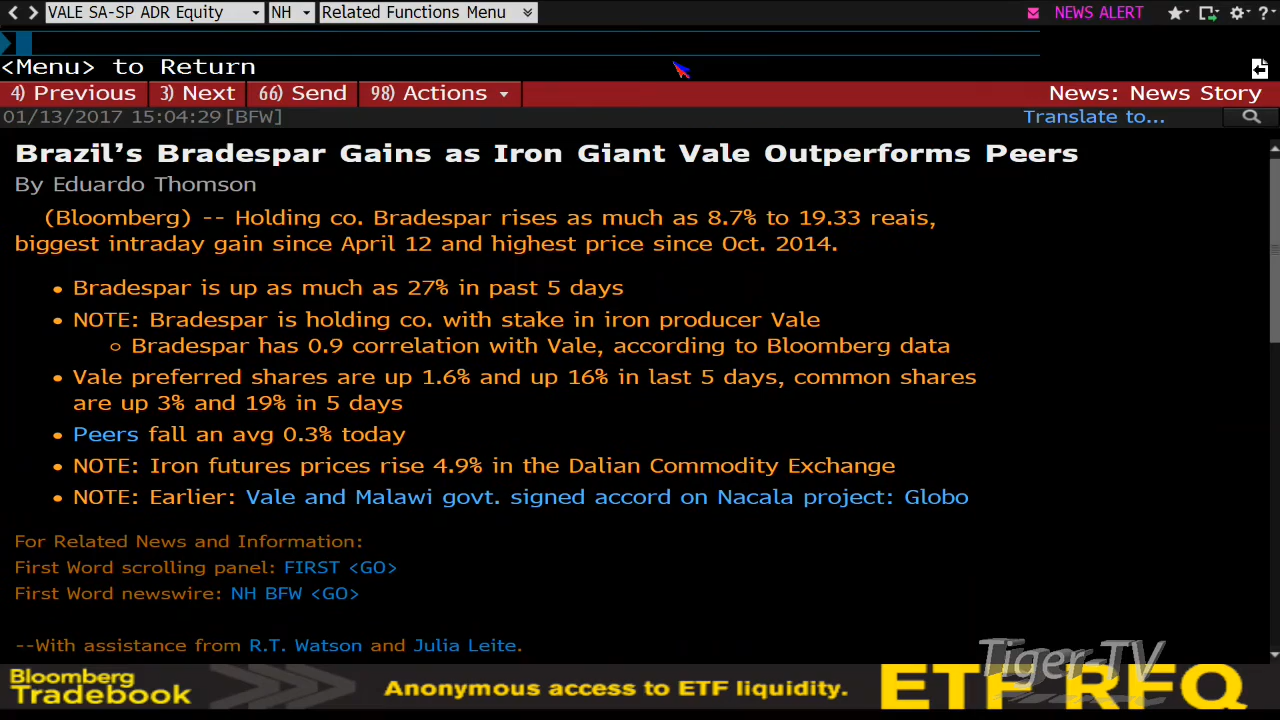 VALE SA-SP ADR Equity NH Related Functions Menu NEWS ALERT ?
<Menu> to Return
4) Previous 3) Next 66) Send 98) Actions News: News Story
01/13/2017 15:04:29 [BFW] Translate to...
Brazil's Bradespar Gains as Iron Giant Vale Outperforms Peers
By Eduardo Thomson
(Bloomberg) -- Holding co. Bradespar rises as much as 8.7% to 19.33 reais,
biggest intraday gain since April 12 and highest price since Oct. 2014.
• Bradespar is up as much as 27% in past 5 days
• NOTE: Bradespar is holding co. with stake in iron producer Vale
○ Bradespar has 0.9 correlation with Vale, according to Bloomberg data
• Vale preferred shares are up 1.6% and up 16% in last 5 days, common shares
are up 3% and 19% in 5 days
• Peers fall an avg 0.3% today
• NOTE: Iron futures prices rise 4.9% in the Dalian Commodity Exchange
• NOTE: Earlier: Vale and Malawi govt. signed accord on Nacala project: Globo
For Related News and Information:
First Word scrolling panel: FIRST <GO>
First Word newswire: NH BFW <GO>
--With assistance from R.T. Watson and Julia Leite.
Tiger-TV
Bloomberg
Tradebook
Anonymous access to ETF liquidity.
ETF RFQ